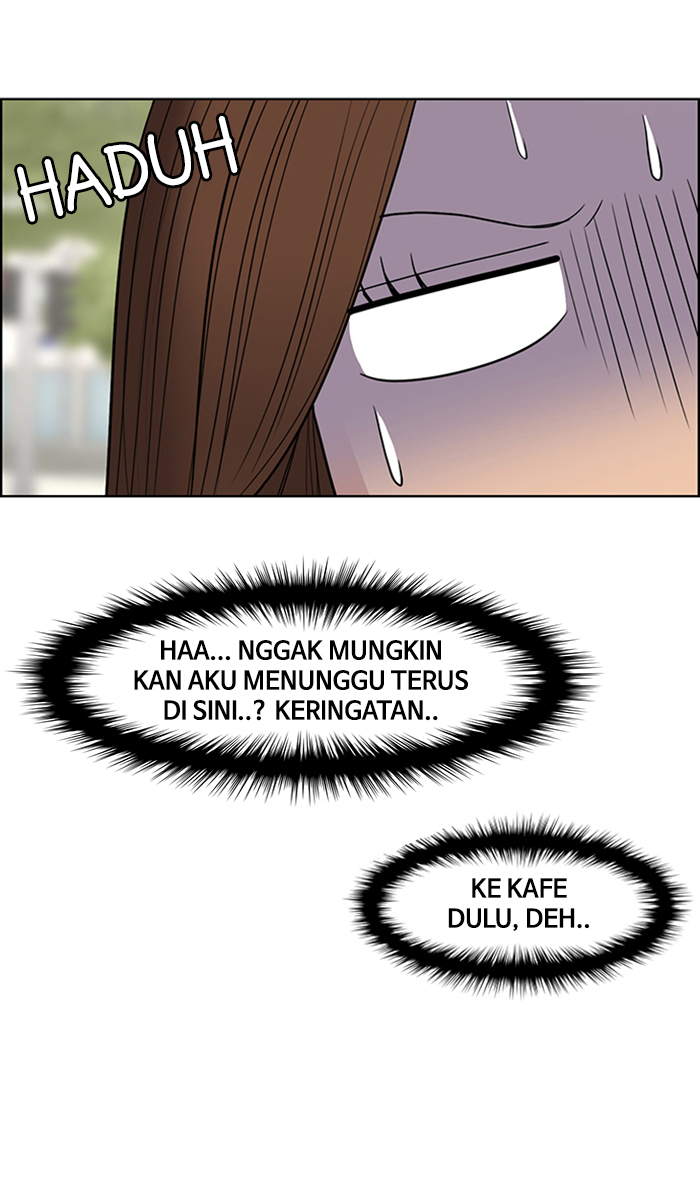 HADUH
HAA... NGGAK MUNGKIN
KAN AKU MENUNGGU TERUS
DI SINI..? KERINGATAN..
KE KAFE
DULU, DEH..